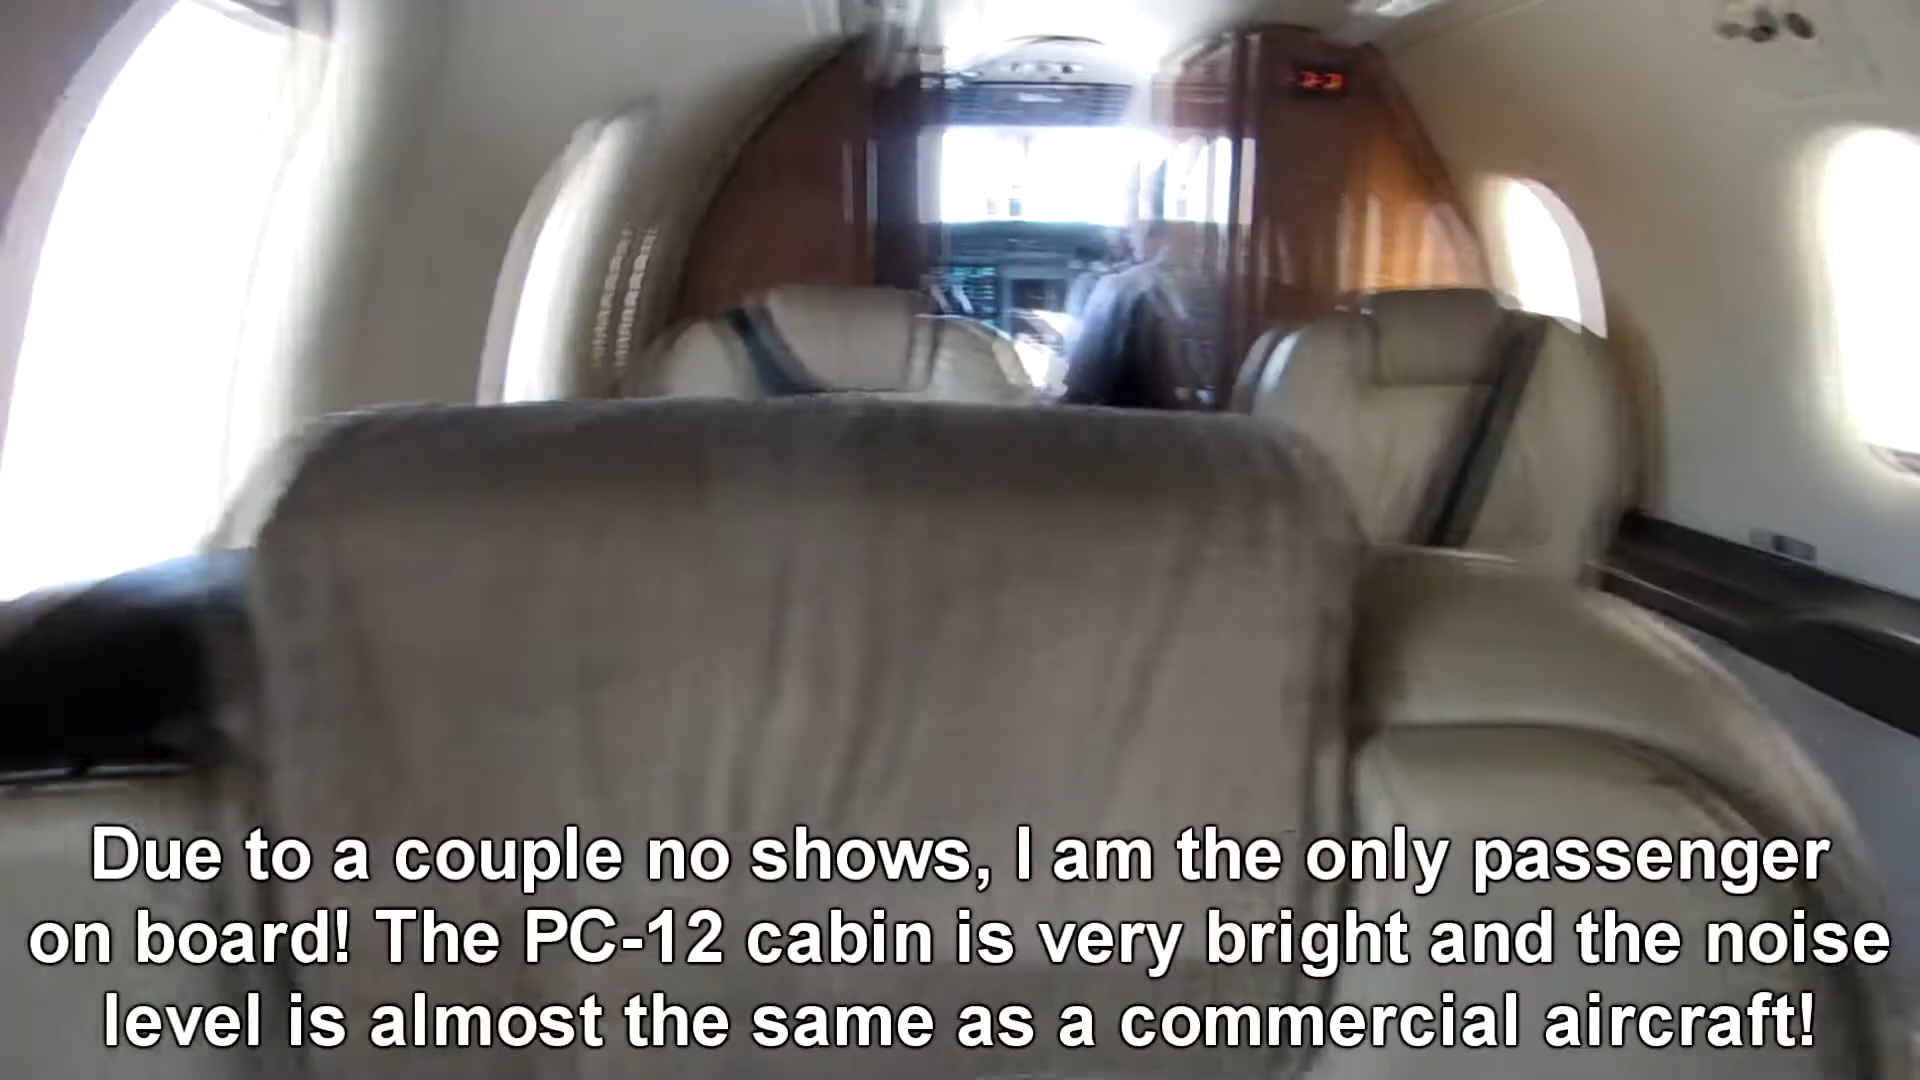 Due to a couple no shows, I am the only passenger
on board! The PC-12 cabin is very bright and the noise
level is almost the same as a commercial aircraft!